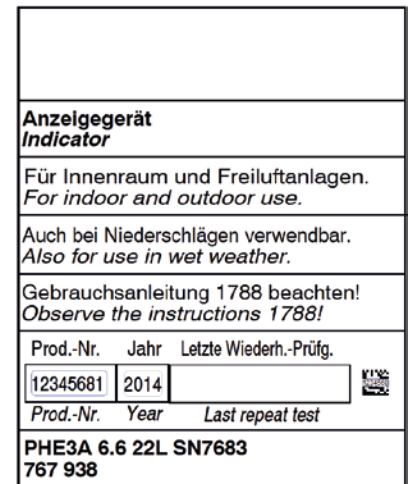 Anzeigegerät
Indicator
Für Innenraum und Freiluftanlagen.
For indoor and outdoor use.
Auch bei Niederschlägen verwendbar.
Also for use in wet weather.
Gebrauchsanleitung 1788 beachten!
Observe the instructions 1788!
Prod.-Nr. Jahr Letzte Wiederh.-Prüfg.
12345681 2014
Prod.-Nr. Year Last repeat test
PHE3A 6.6 22L SN7683
767 938